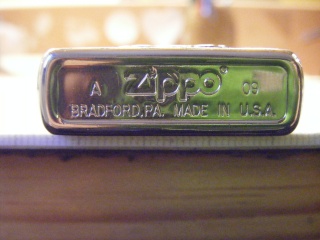 A Zippo® 09
BRADFORD,PA. MADE IN U.S.A.